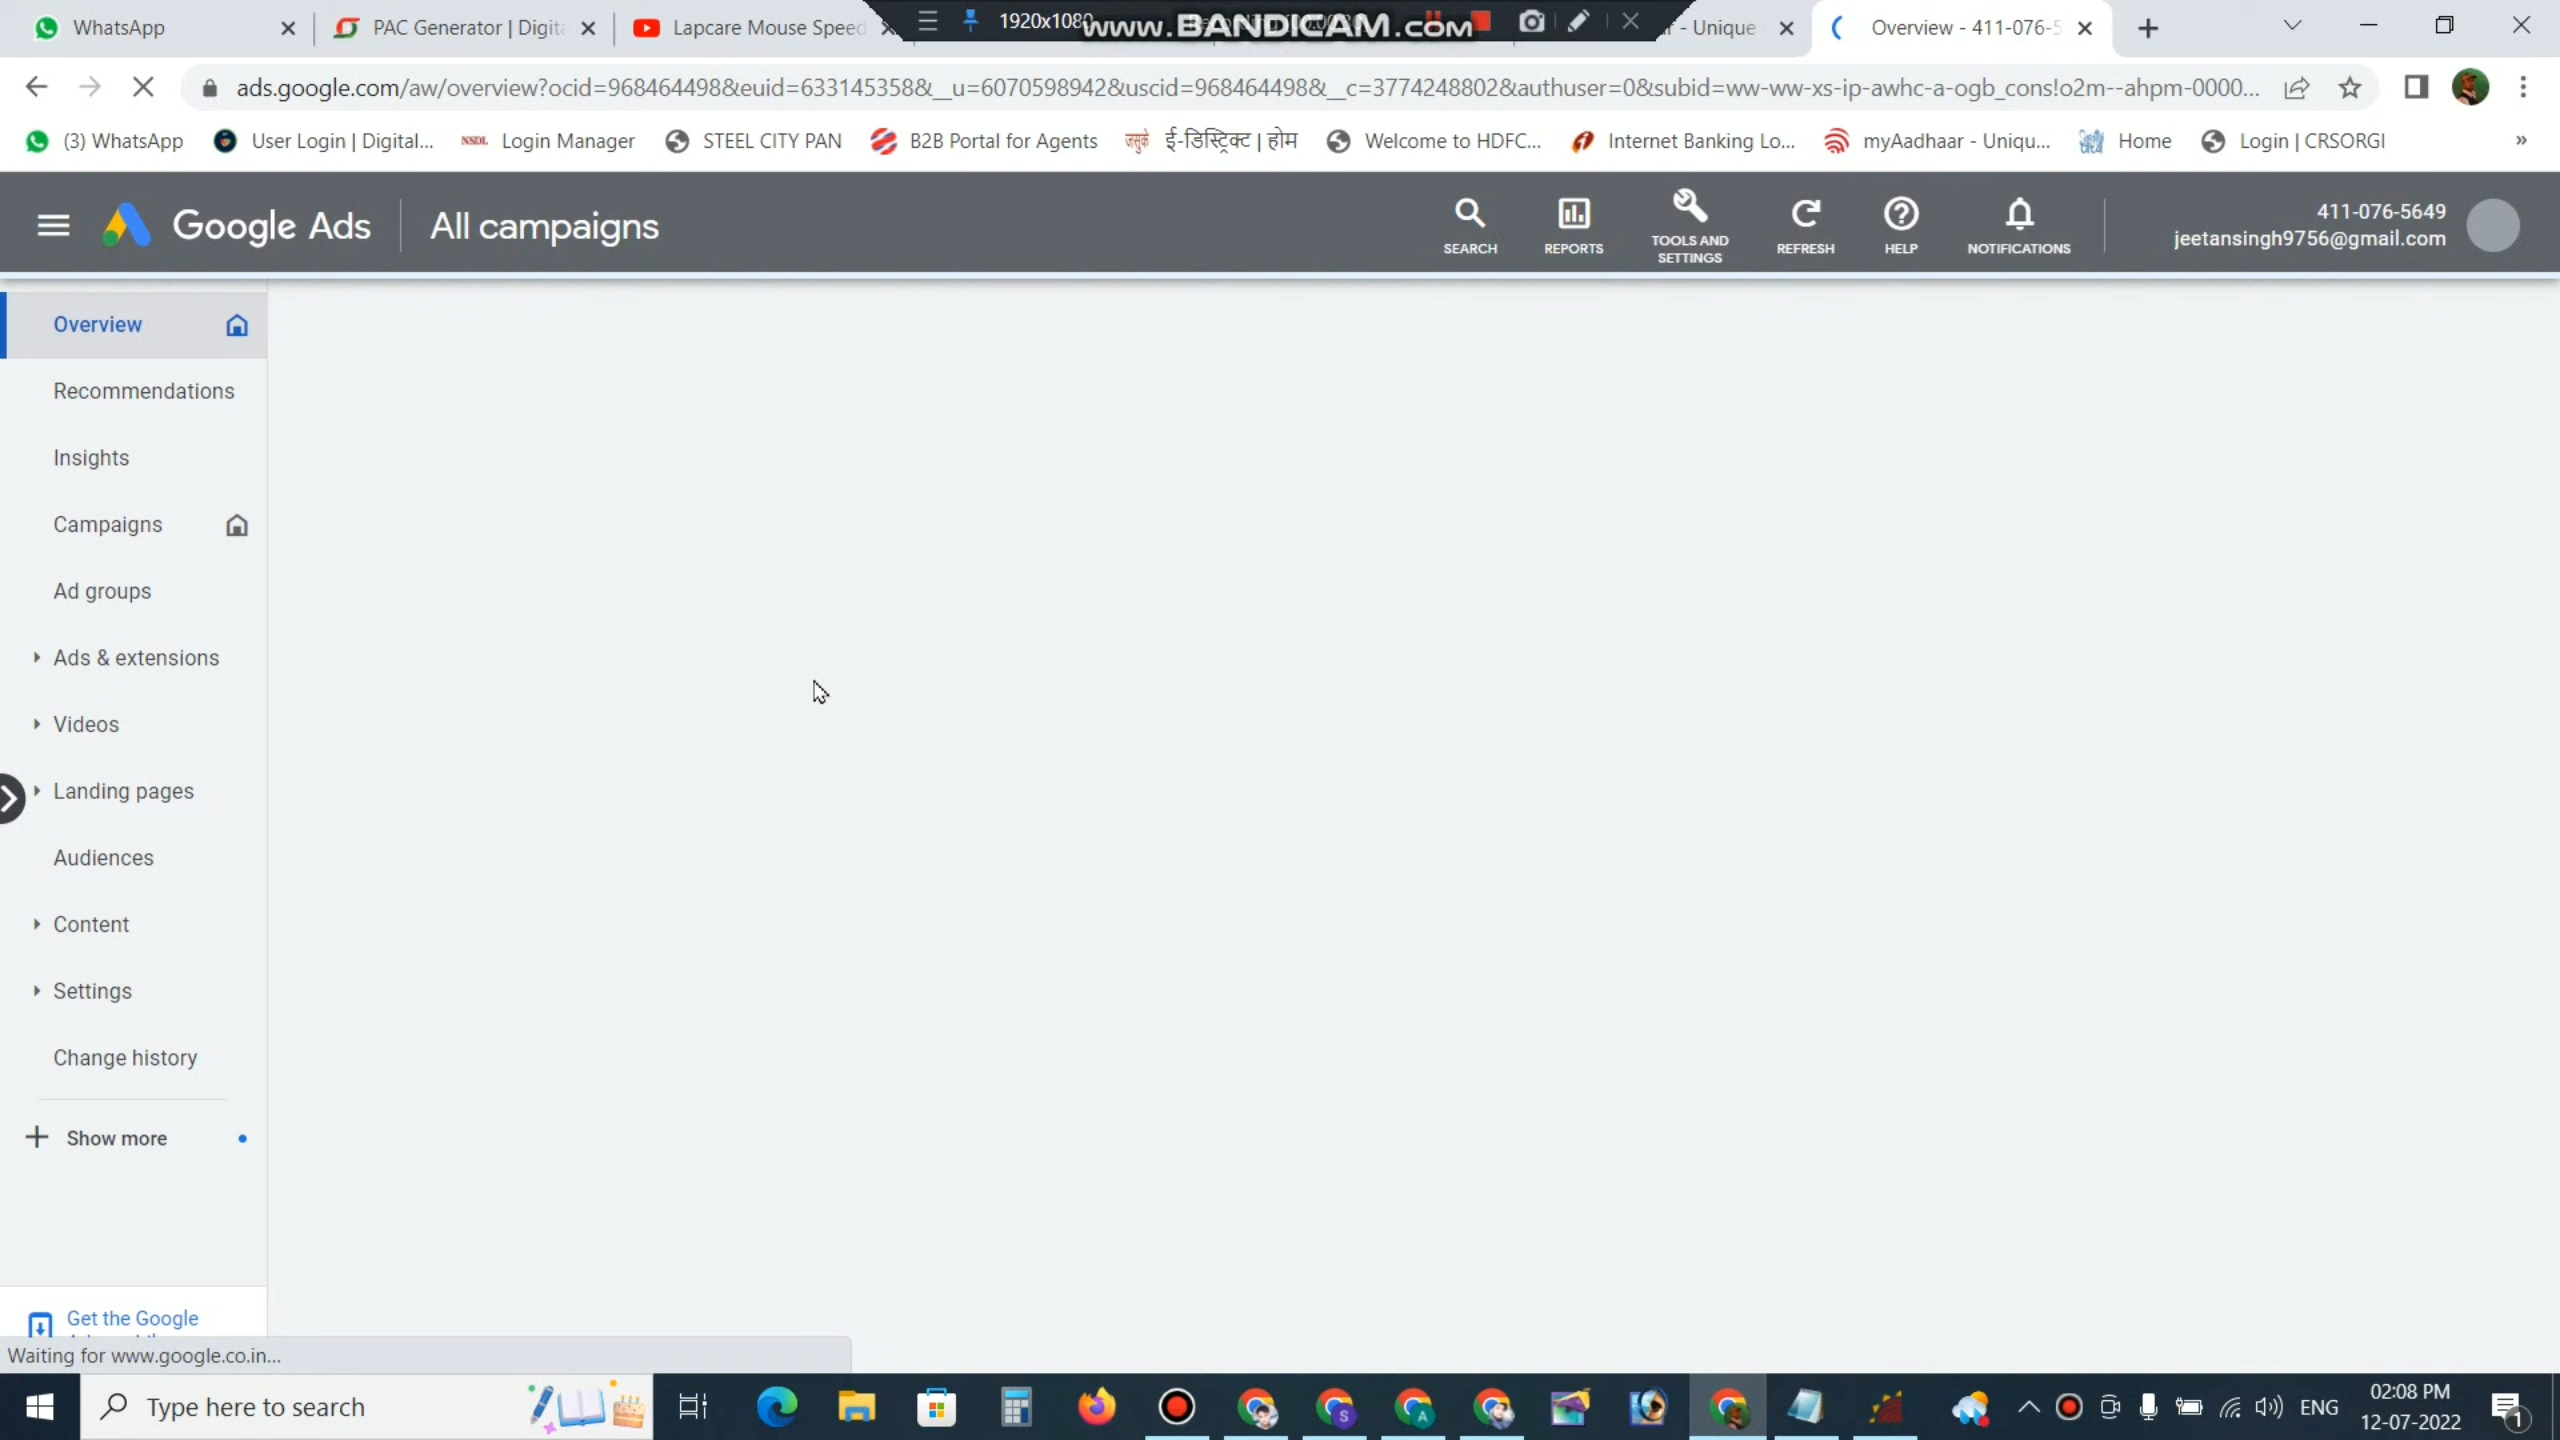 WhatsApp
PAC Generator | Digit
Lapcare Mouse Speed
1920x1080
www.BANDICAM.com
- Unique
Overview - 411-076-5
ads.google.com/aw/overview?ocid=968464498&euid=6331453588&__u=6070598942&uscid=968464498&__c=3774248802&authuser=0&subid=ww-ww-xs-ip-awhc-a-ogb_cons!o2m--ahpm-0000...
(3) WhatsApp
User Login | Digital...
NSDL Login Manager
STEEL CITY PAN
B2B Portal for Agents
ई-डिस्ट्रिक्ट | होम
Welcome to HDFC...
Internet Banking Lo...
myAadhaar - Uniqu...
Home
Login | CRSORGI
»
Google Ads
All campaigns
SEARCH
REPORTS
TOOLS AND
SETTINGS
REFRESH
HELP
NOTIFICATIONS
411-076-5649
jeetansingh9756@gmail.com
Overview
Recommendations
Insights
Campaigns
Ad groups
Ads & extensions
Videos
Landing pages
Audiences
Content
Settings
Change history
Show more
Get the Google
Waiting for www.google.co.in...
Type here to search
S
A
ENG
02:08 PM
12-07-2022
1